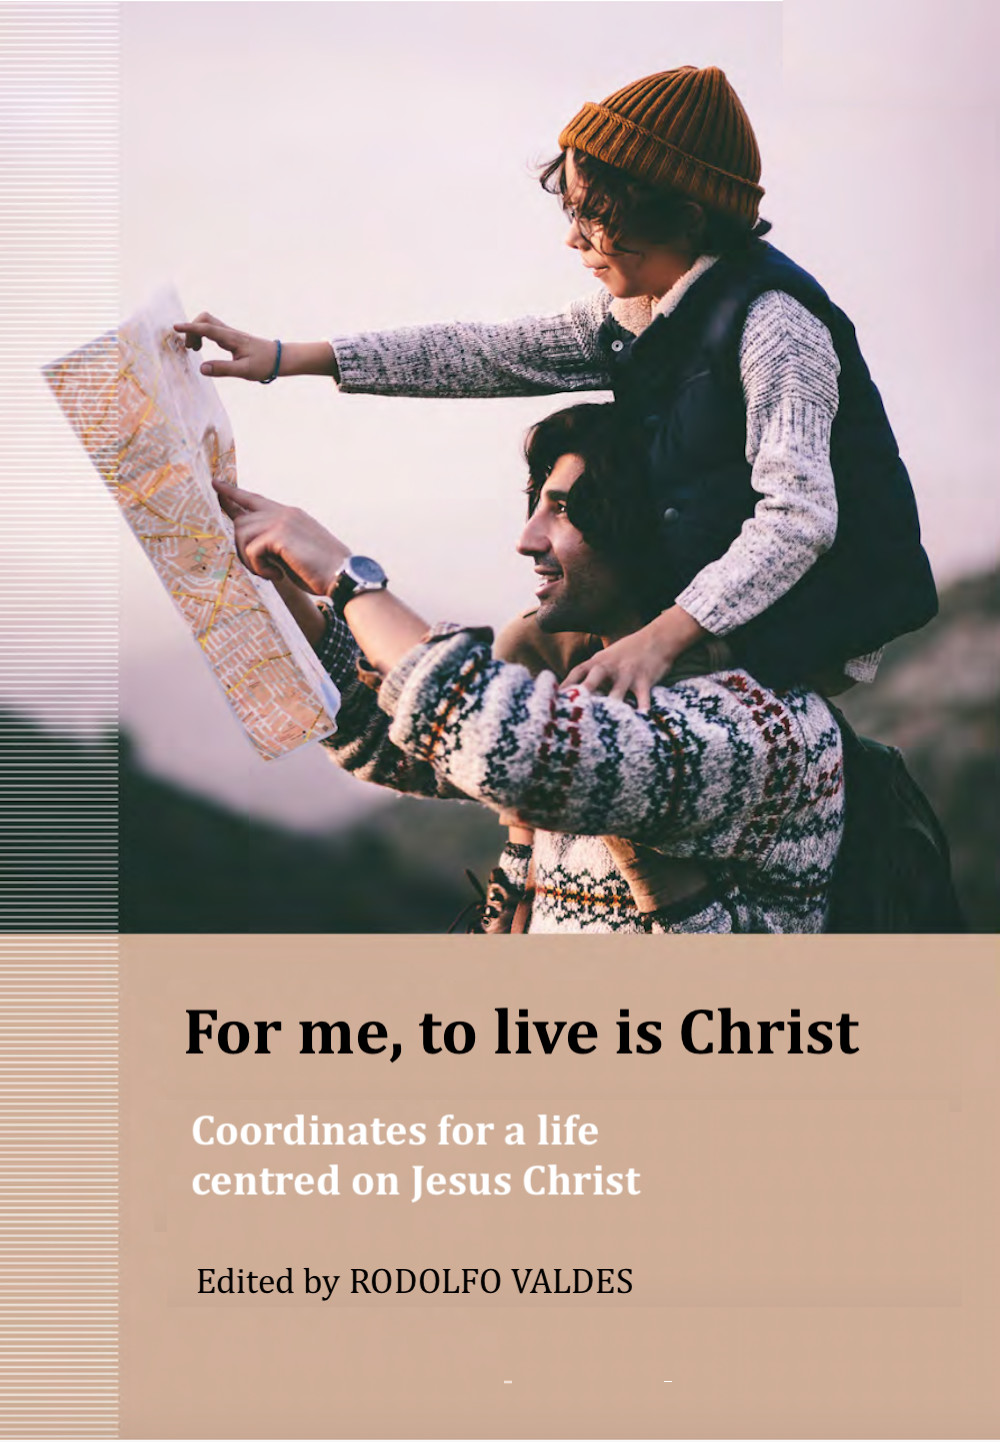 For me, to live is Christ
Coordinates for a life
centred on Jesus Christ
Edited by RODOLFO VALDES